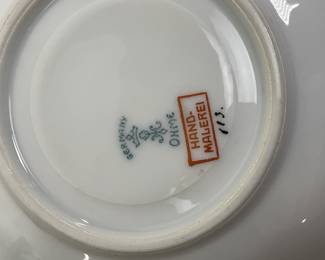 GERMANY
OHME
HAND-
MALEREI
113.